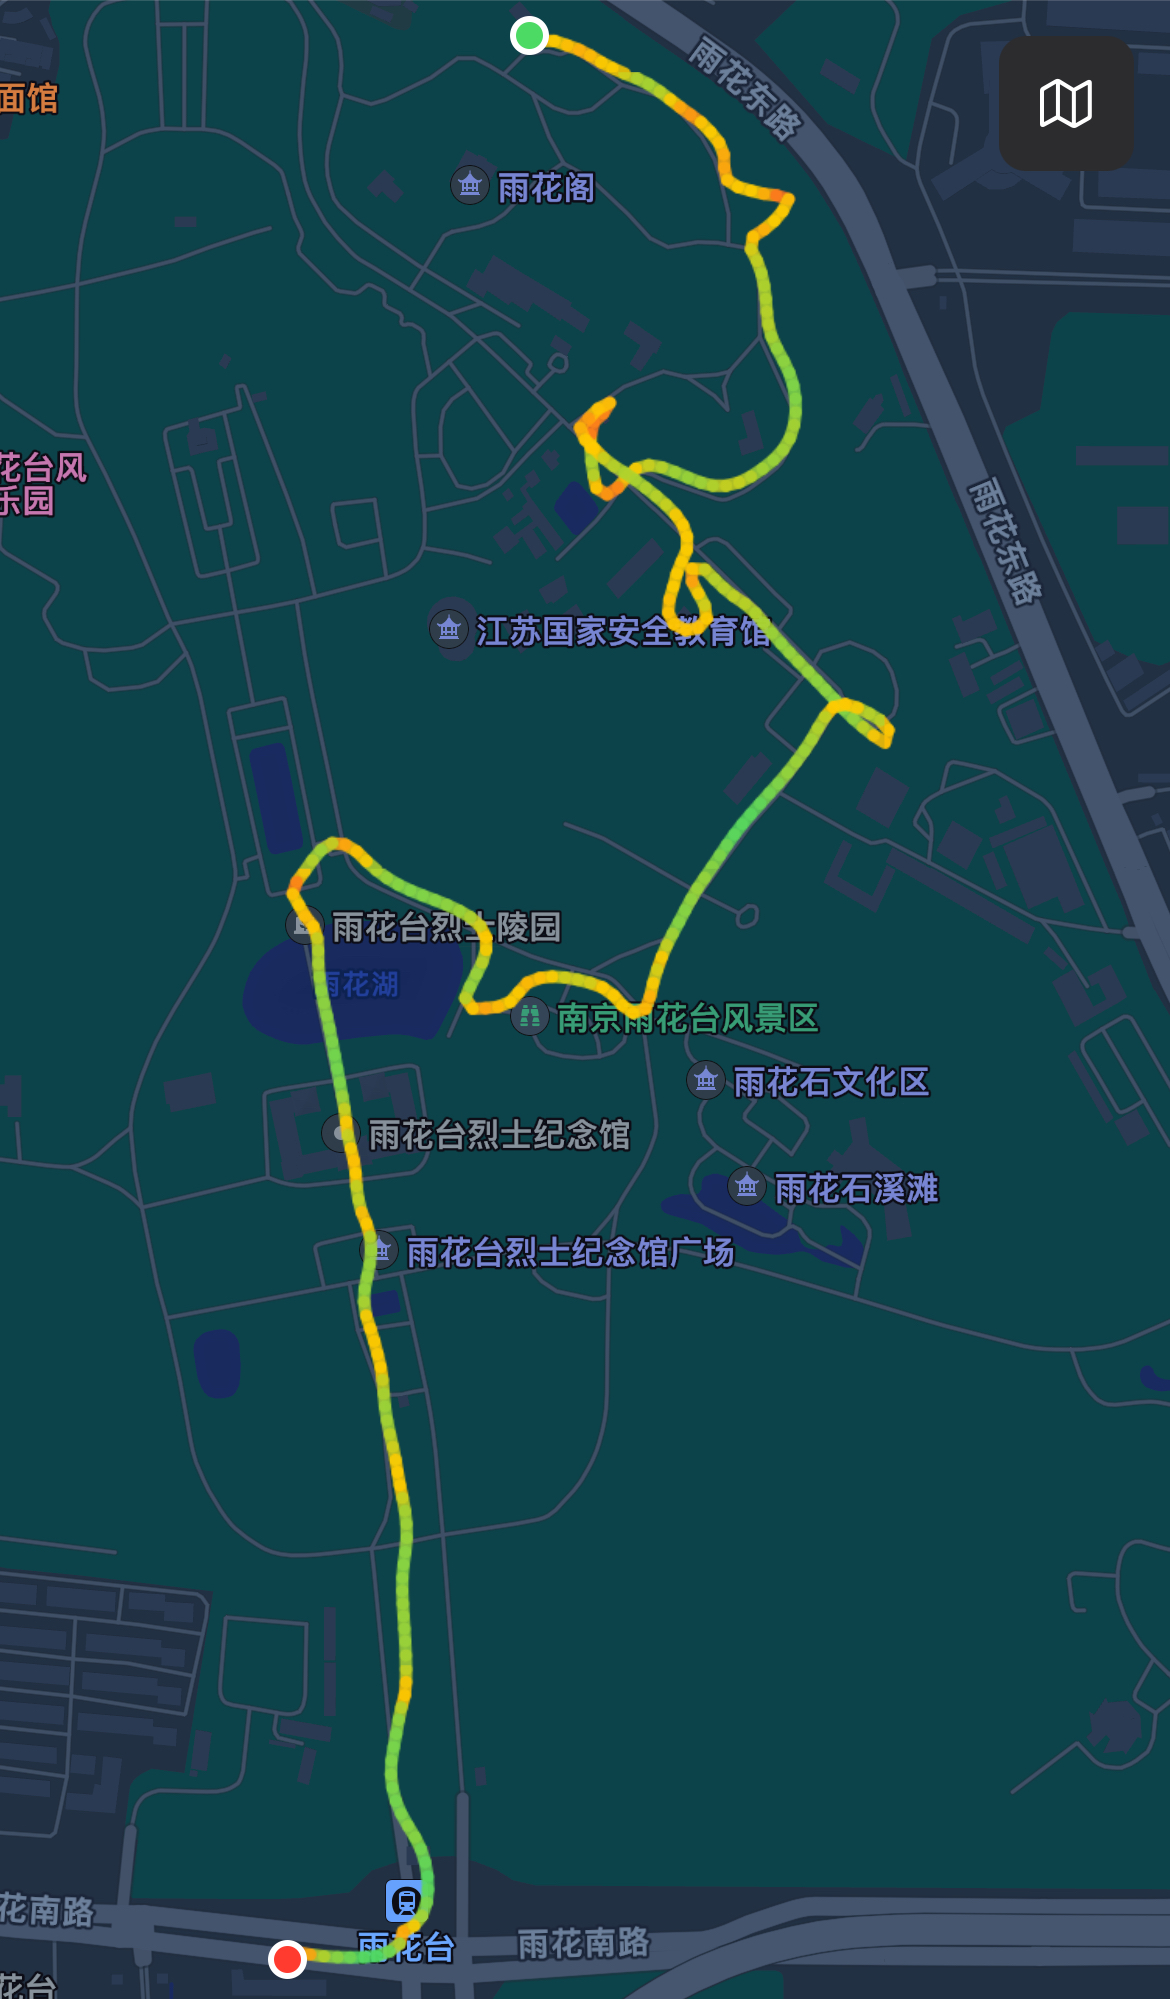 雨花东路
面馆
雨花阁
花台风
乐园
雨花东路
江苏国家安全教育馆
雨花台烈士陵园
雨花湖
南京雨花台风景区
雨花石文化区
雨花台烈士纪念馆
雨花石溪滩
雨花台烈士纪念馆广场
花南路
雨花台
雨花南路
花台